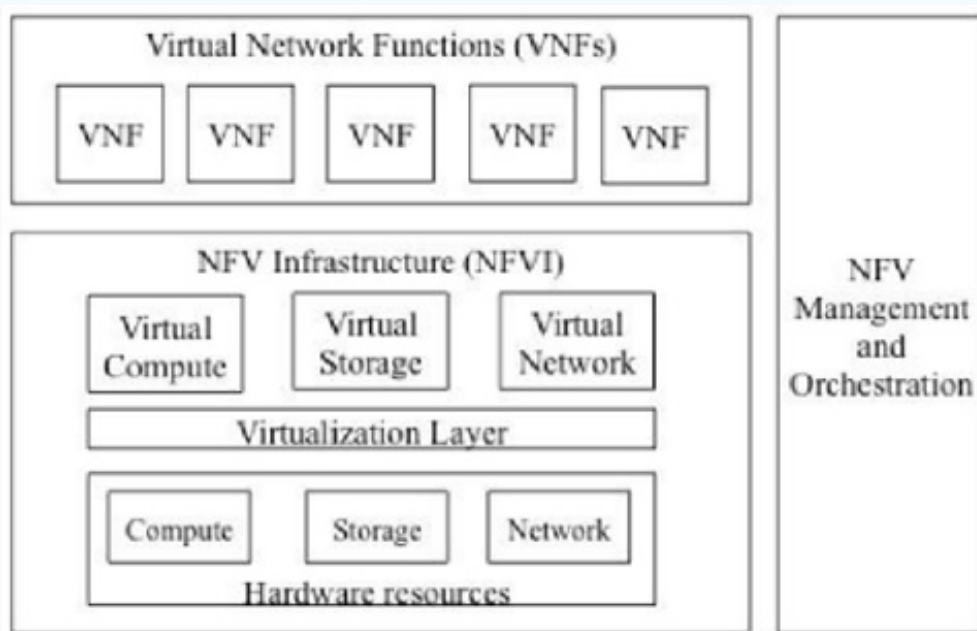 Virtual Network Functions (VNFs)
VNF VNF VNF VNF VNF
NFV Infrastructure (NFVI)
Virtual
Compute
Virtual
Storage
Virtual
Network
Virtualization Layer
Compute Storage Network
Hardware resources
NFV
Management
and
Orchestration